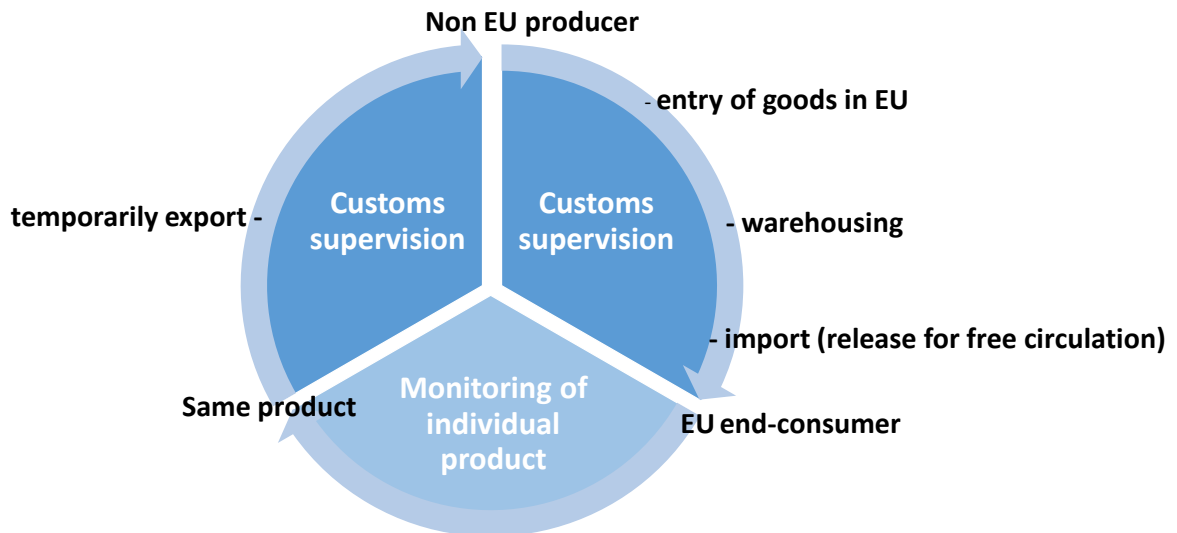 Non EU producer
- entry of goods in EU
Customs
supervision
Customs
supervision
temporarily export -
- warehousing
- import (release for free circulation)
Monitoring of
individual
product
Same product
EU end-consumer